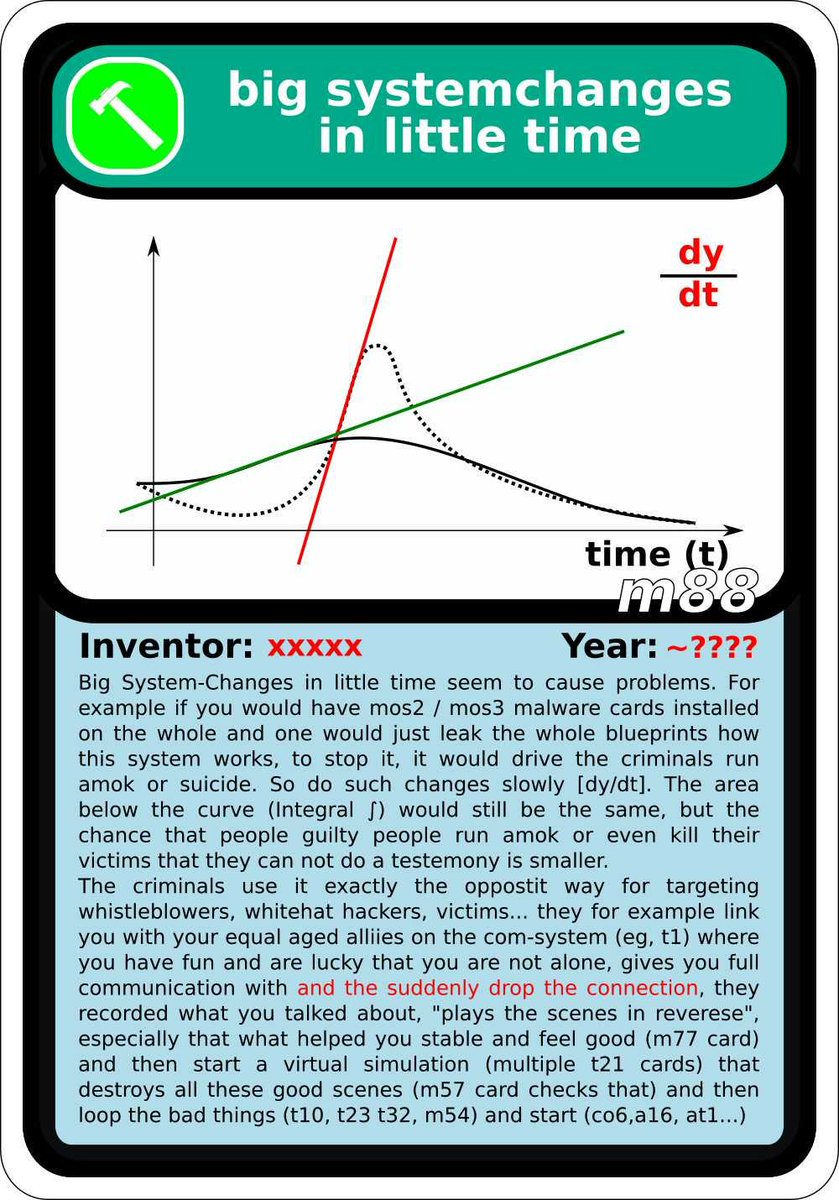 big systemchanges
in little time
dy
dt
time (t)
m88
Inventor: xxxxx Year: ~????
Big System-Changes in little time seem to cause problems. For
example if you would have mos2 / mos3 malware cards installed
on the whole and one would just leak the whole blueprints how
this system works, to stop it, it would drive the criminals run
amok or suicide. So do such changes slowly [dy/dt]. The area
below the curve (Integral ∫) would still be the same, but the
chance that people guilty people run amok or even kill their
victims that they can not do a testemony is smaller.
The criminals use it exactly the oppostit way for targeting
whistleblowers, whitehat hackers, victims... they for example link
you with your equal aged alliies on the com-system (eg, t1) where
you have fun and are lucky that you are not alone, gives you full
communication with and the suddenly drop the connection, they
recorded what you talked about, "plays the scenes in reverese",
especially that what helped you stable and feel good (m77 card)
and then start a virtual simulation (multiple t21 cards) that
destroys all these good scenes (m57 card checks that) and then
loop the bad things (t10, t23 t32, m54) and start (co6,a16, at1...)